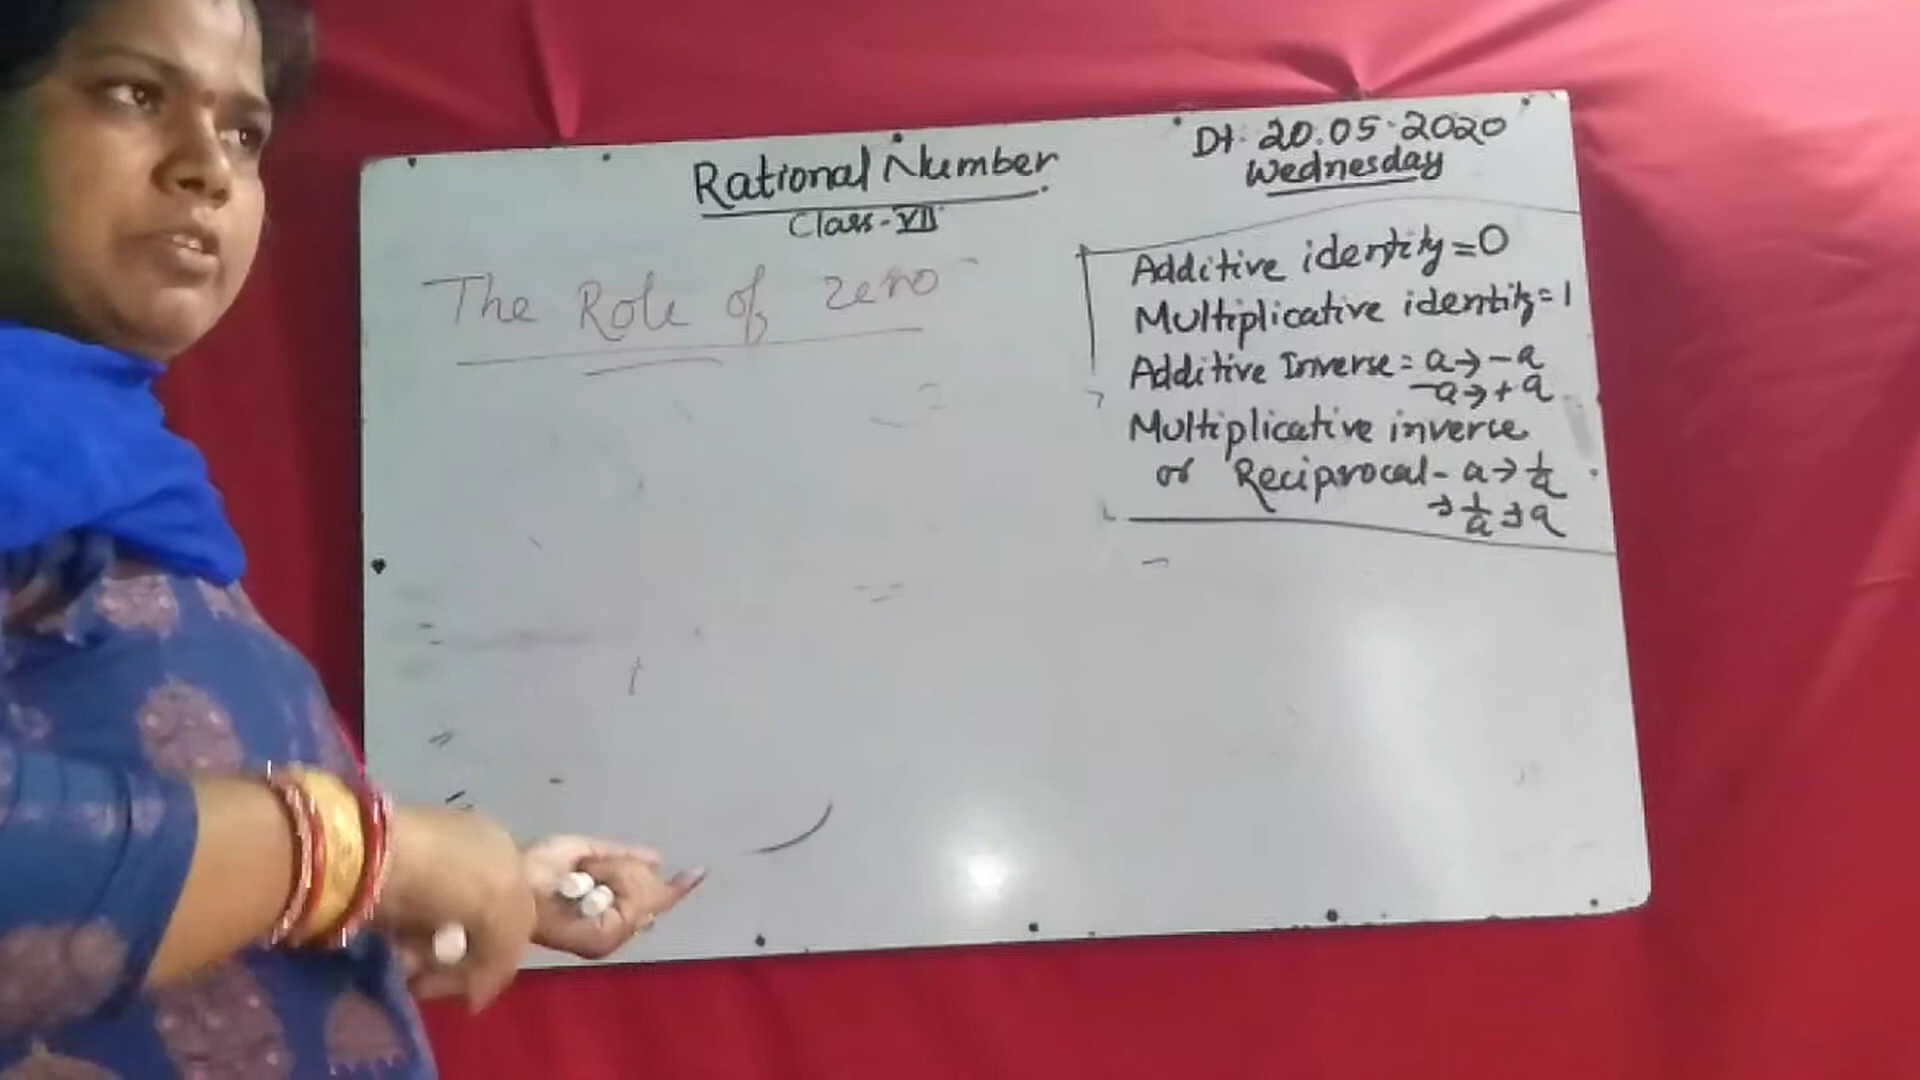 Rational Number
Class-VII
Dt: 20.05.2020
Wednesday
The Role of zero
Additive identity=0
Multiplicative identity=1
Additive Inverse= a→-a
-a→+a
Multiplicative inverse
or Reciprocal- a→1/a
→1/a→a